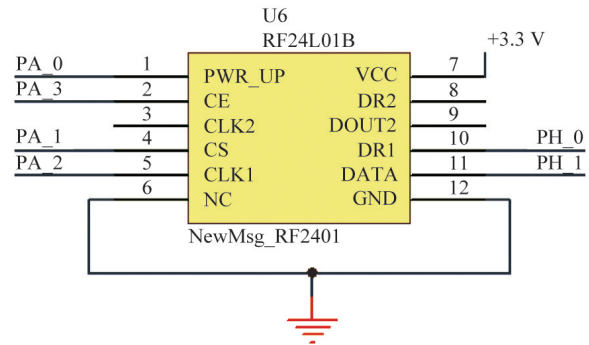 U6
RF24L01B
+3.3 V
PA_0 1 PWR_UP VCC 7
PA_3 2 CE DR2 8
3 CLK2 DOUT2 9
PA_1 4 CS DR1 10 PH_0
PA_2 5 CLK1 DATA 11 PH_1
6 NC GND 12
NewMsg_RF2401